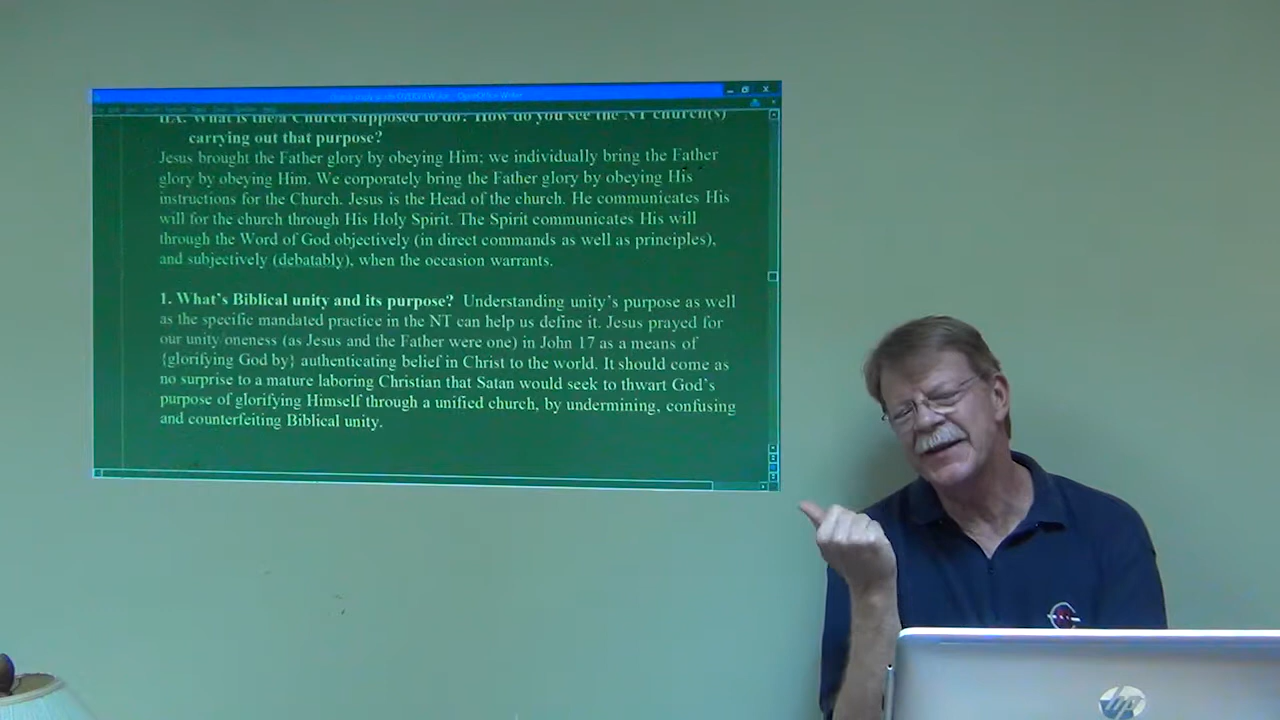 IIA. What is the/a Church supposed to do? How do you see the NT church(s)
carrying out that purpose?
Jesus brought the Father glory by obeying Him; we individually bring the Father
glory by obeying Him. We corporately bring the Father glory by obeying His
instructions for the Church. Jesus is the Head of the church. He communicates His
will for the church through His Holy Spirit. The Spirit communicates His will
through the Word of God objectively (in direct commands as well as principles),
and subjectively (debatably), when the occasion warrants.
1. What's Biblical unity and its purpose? Understanding unity's purpose as well
as the specific mandated practice in the NT can help us define it. Jesus prayed for
our unity/oneness (as Jesus and the Father were one) in John 17 as a means of
{glorifying God by} authenticating belief in Christ to the world. It should come as
no surprise to a mature laboring Christian that Satan would seek to thwart God's
purpose of glorifying Himself through a unified church, by undermining, confusing
and counterfeiting Biblical unity.
hp